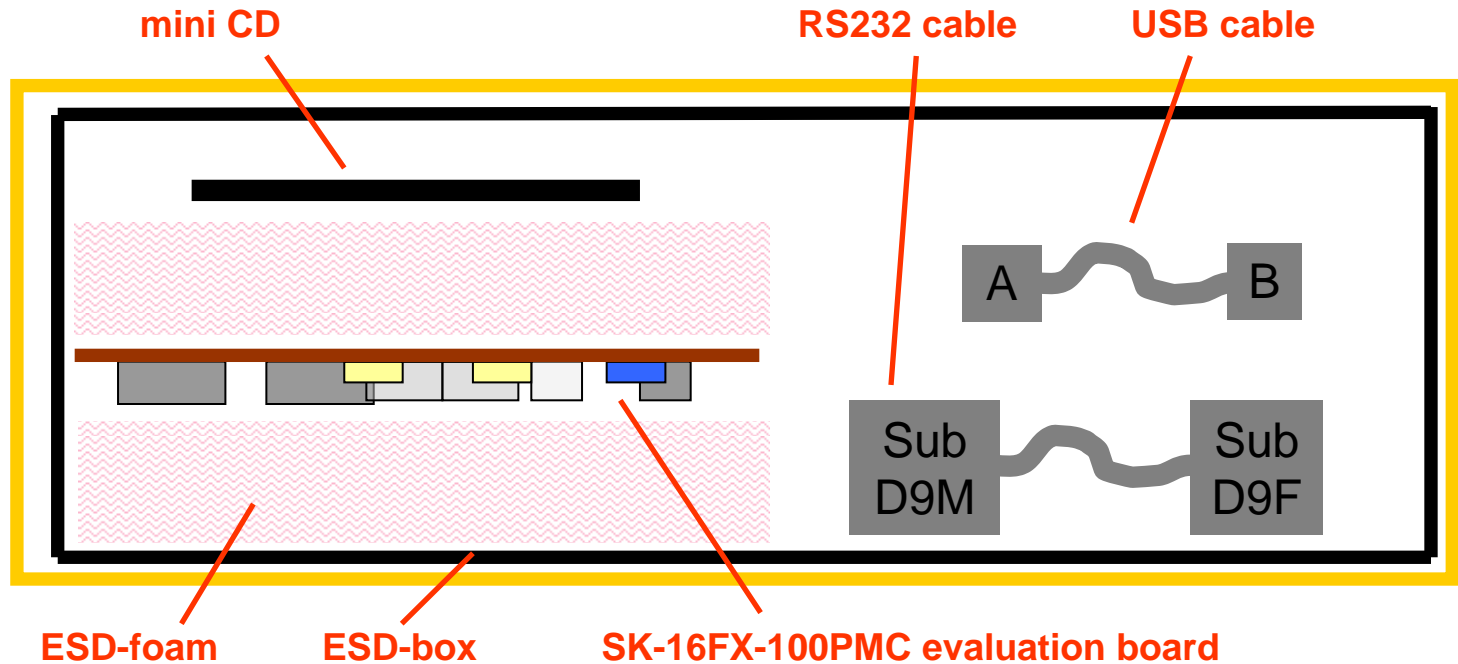 mini CD
RS232 cable
USB cable
A
B
Sub
D9M
Sub
D9F
ESD-foam
ESD-box
SK-16FX-100PMC evaluation board